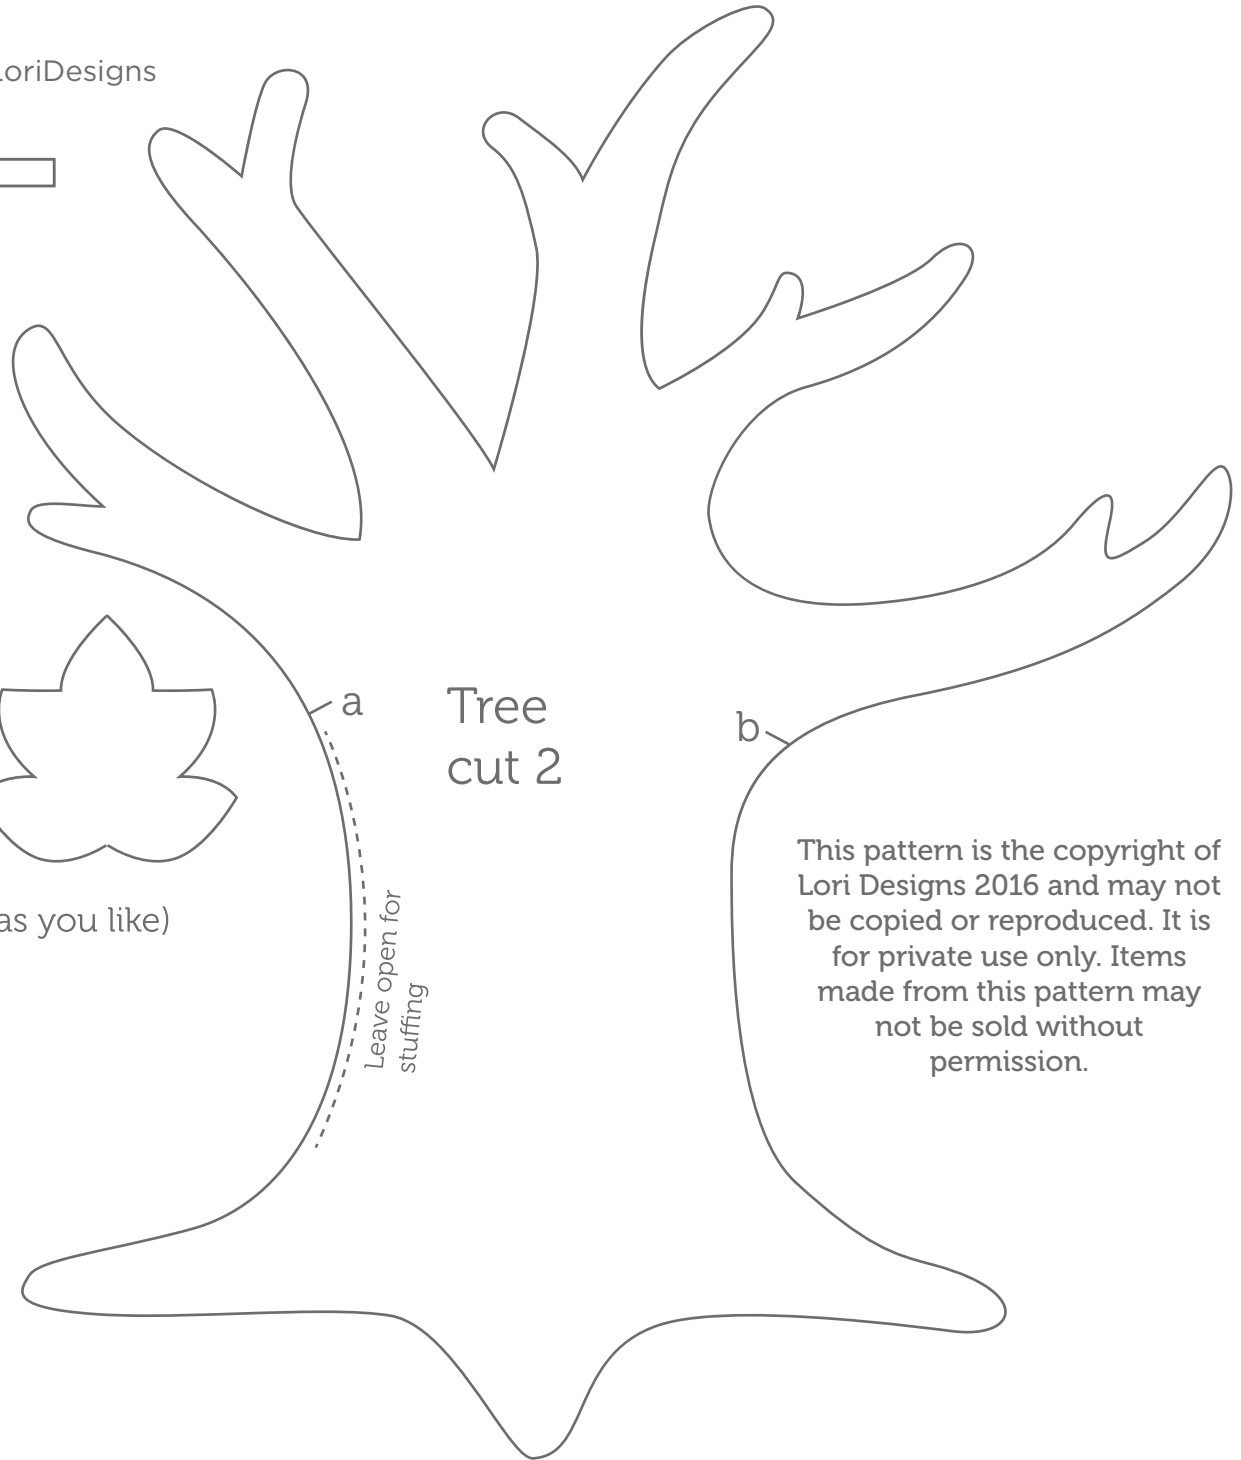 LoriDesigns
a
Tree
cut 2
b
as you like)
Leave open for
stuffing
This pattern is the copyright of
Lori Designs 2016 and may not
be copied or reproduced. It is
for private use only. Items
made from this pattern may
not be sold without
permission.